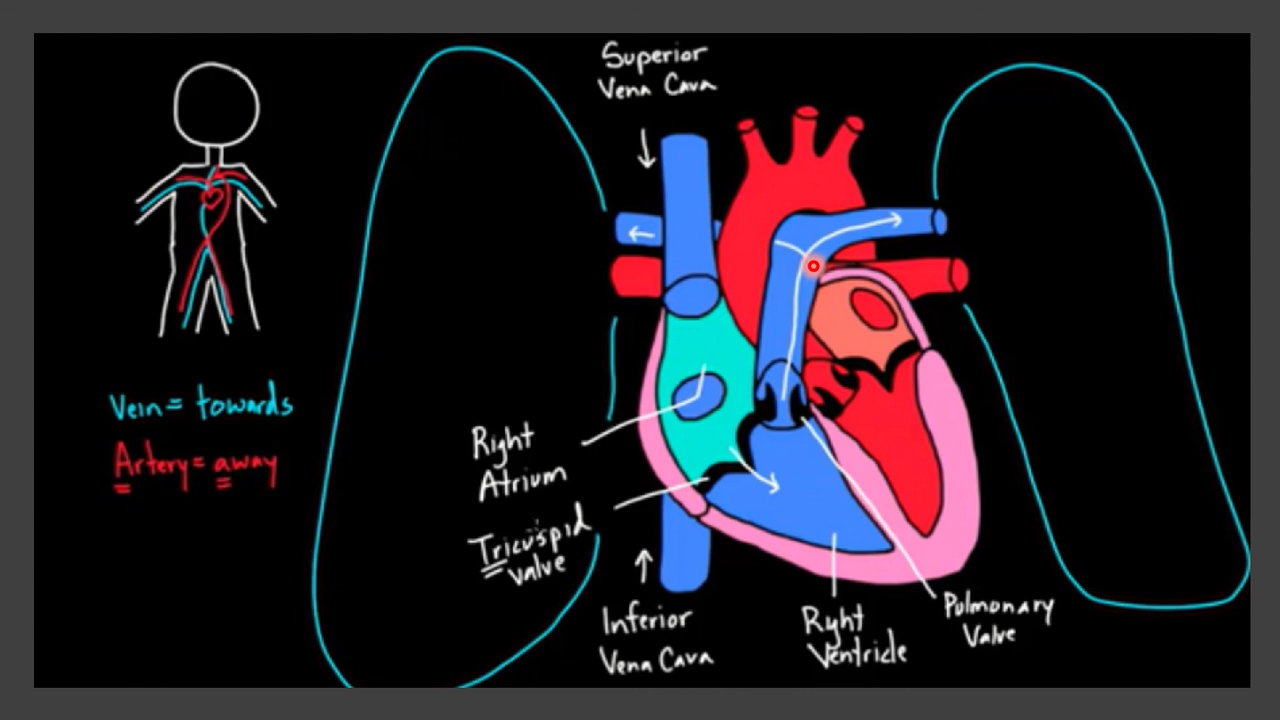 Superior
Vena Cava
Vein = towards
Artery = away
Right
Atrium
Tricuspid
valve
Inferior
Vena Cava
Right
Ventricle
Pulmonary
Valve